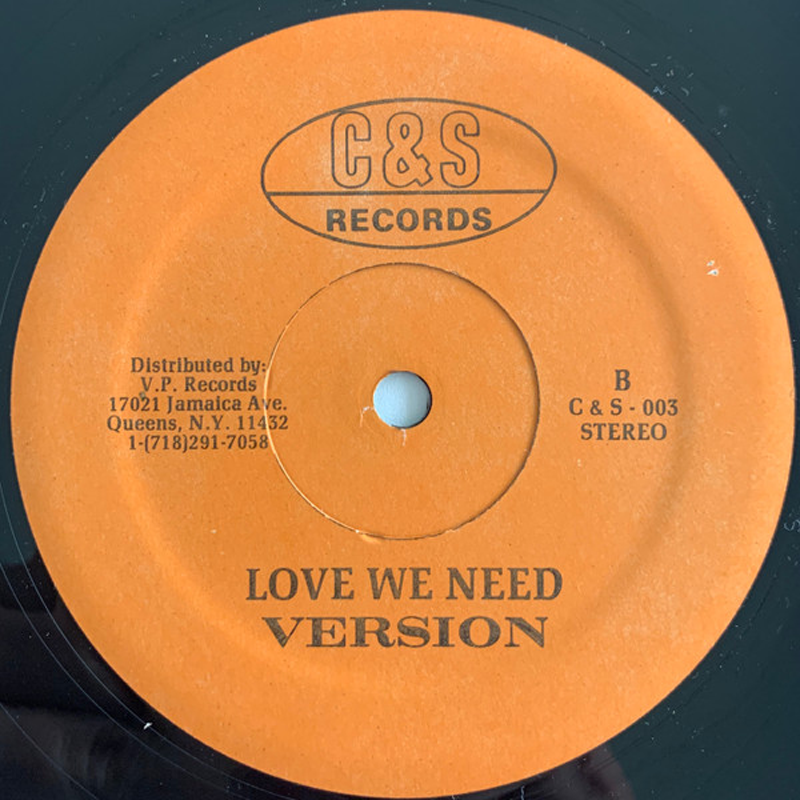 C & S
RECORDS
Distributed by:
V.P. Records
17021 Jamaica Ave.
Queens, N.Y. 11432
1-(718)291-7058
B
C & S - 003
STEREO
LOVE WE NEED
VERSION